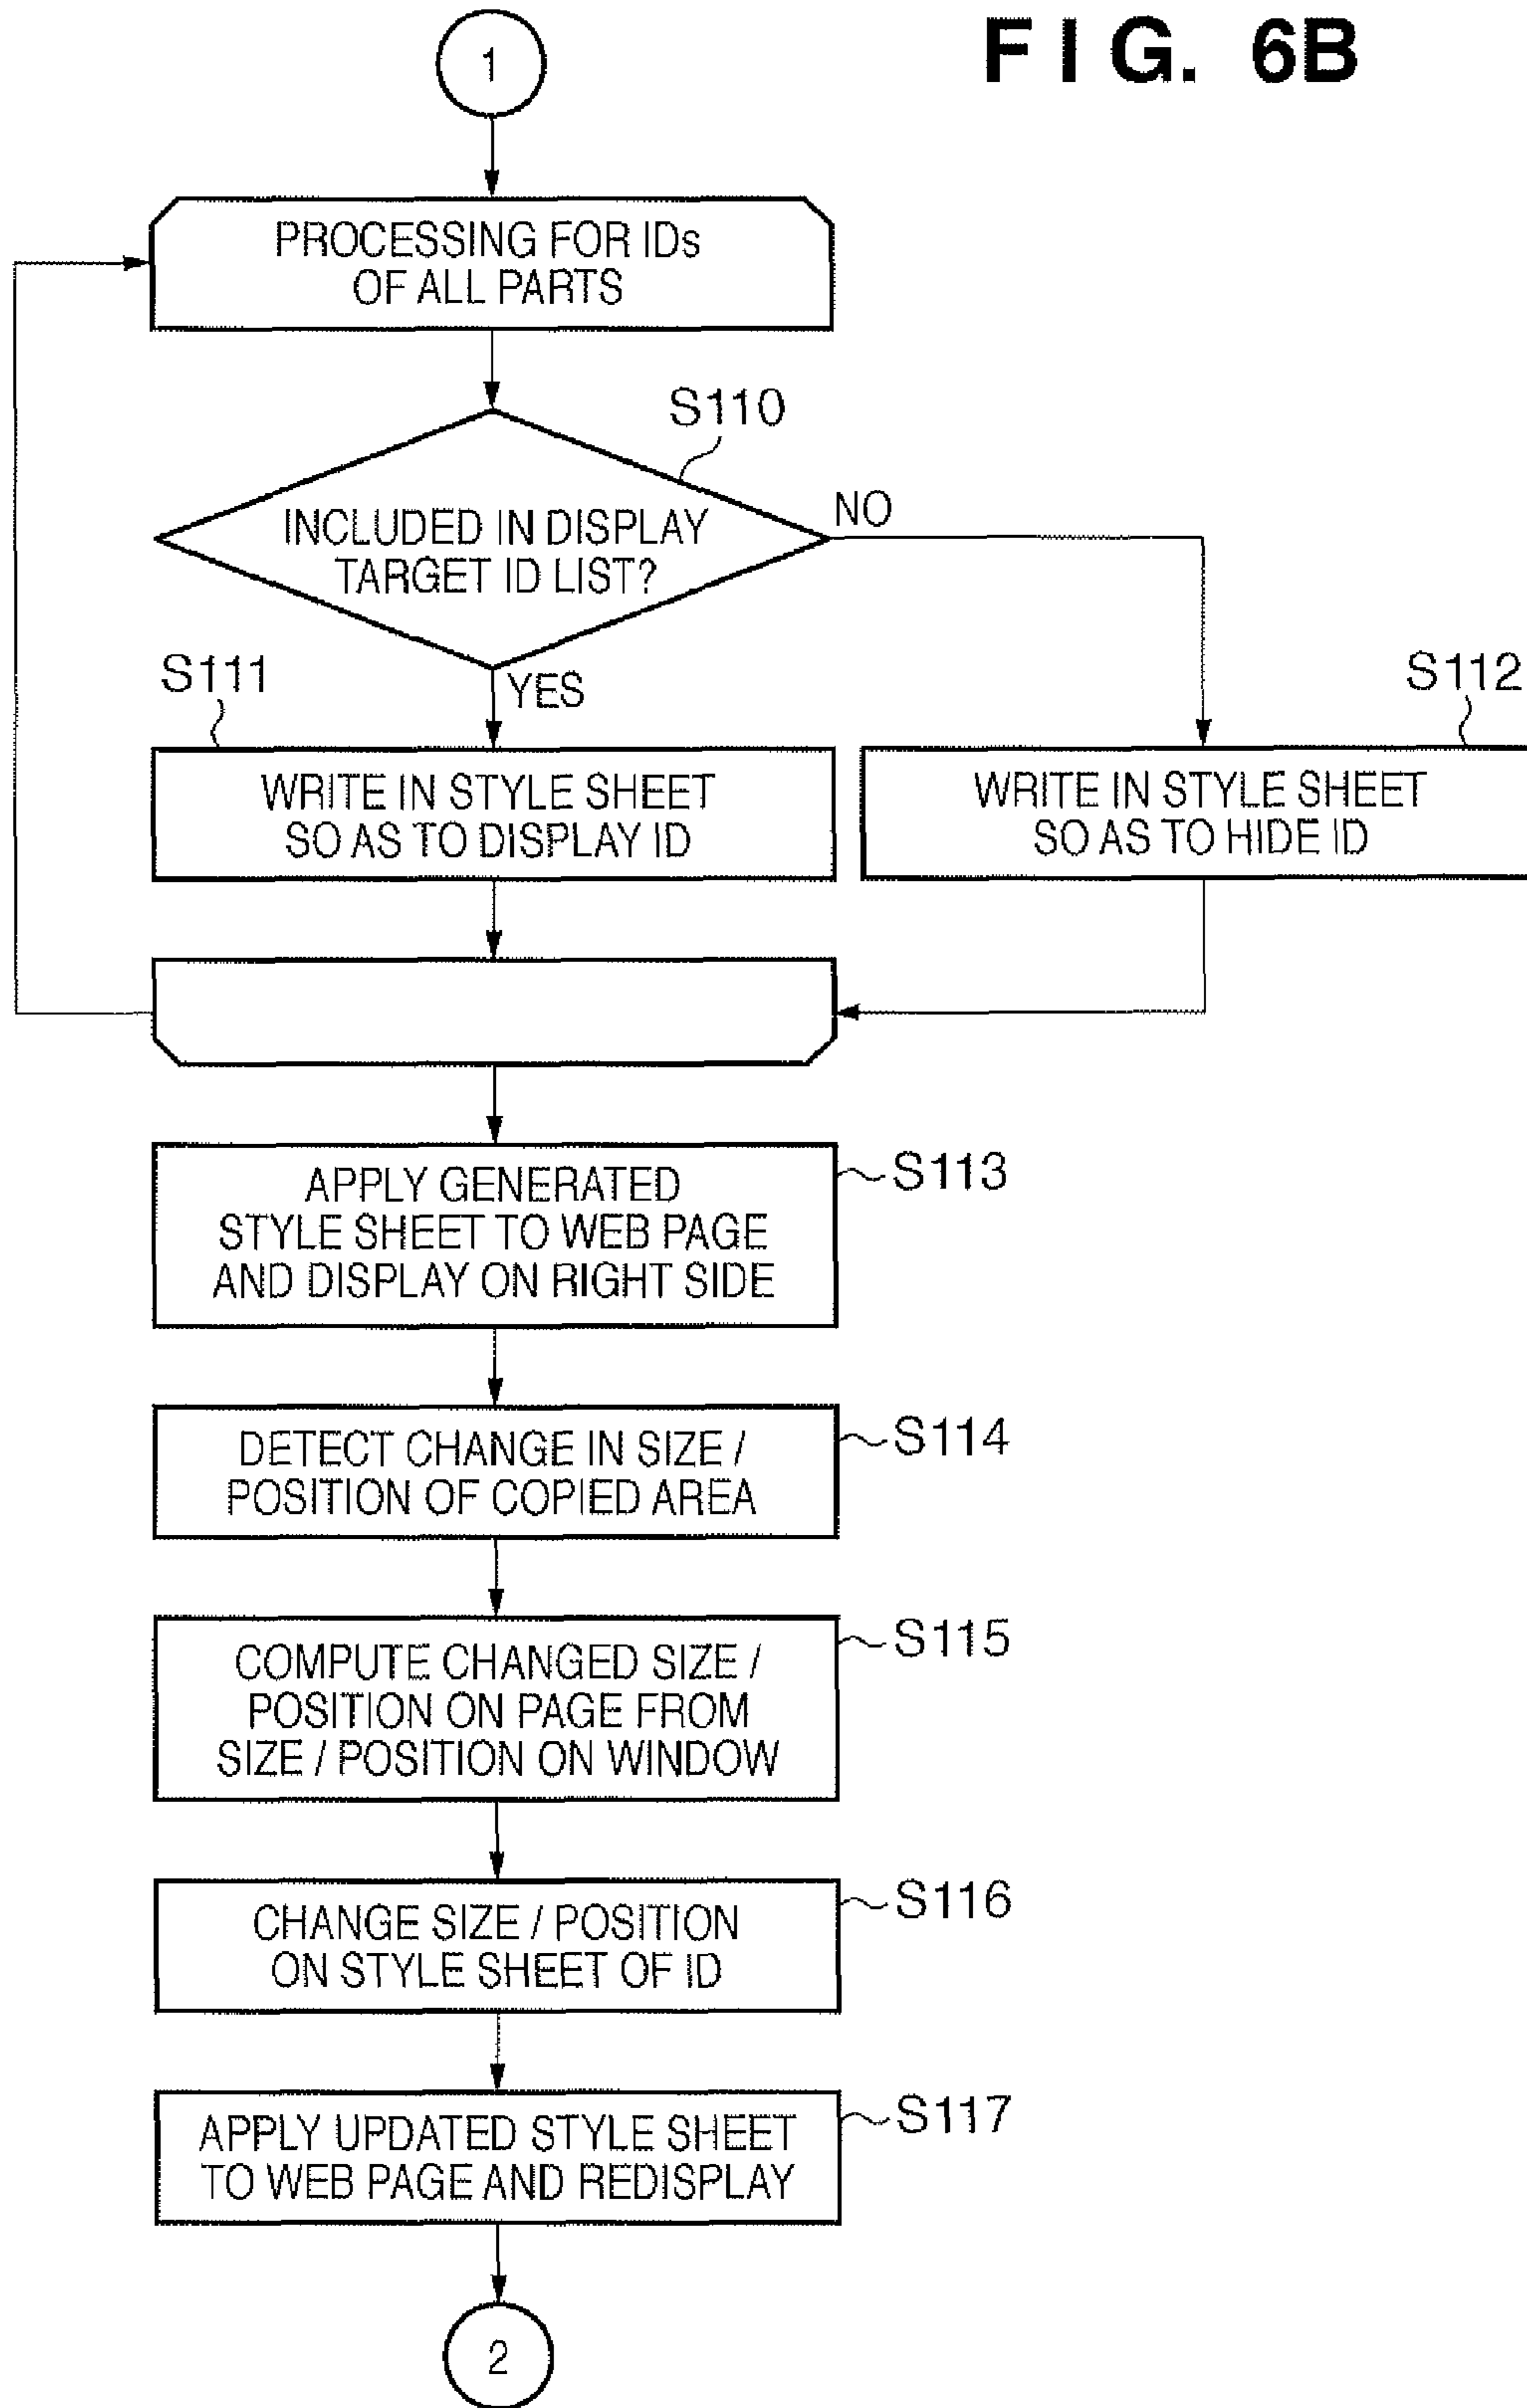 FIG. 6B
1
PROCESSING FOR IDs
OF ALL PARTS
S110
INCLUDED IN DISPLAY
TARGET ID LIST?
NO
YES
S111
WRITE IN STYLE SHEET
SO AS TO DISPLAY ID
S112
WRITE IN STYLE SHEET
SO AS TO HIDE ID
APPLY GENERATED
STYLE SHEET TO WEB PAGE
AND DISPLAY ON RIGHT SIDE
S113
DETECT CHANGE IN SIZE /
POSITION OF COPIED AREA
S114
COMPUTE CHANGED SIZE /
POSITION ON PAGE FROM
SIZE / POSITION ON WINDOW
S115
CHANGE SIZE / POSITION
ON STYLE SHEET OF ID
S116
APPLY UPDATED STYLE SHEET
TO WEB PAGE AND REDISPLAY
S117
2